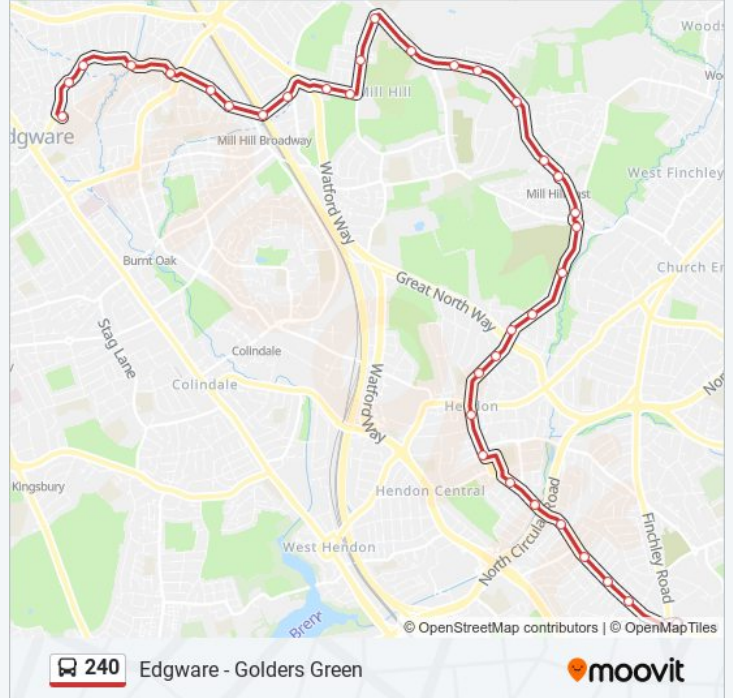 Woods
Wo
Mill Hill
dgware
Mill Hill Broadway
West Finchley
Mill Hill East
Watford Way
Burnt Oak
Church En
Great North Way
Stag Lane
Colindale
Colindale
Watford Way
Hendon
Nor
Kingsbury
Hendon Central
North Circular Road
Finchley Road
West Hendon
Bren
© OpenStreetMap contributors | © OpenMapTiles
240 Edgware - Golders Green
moovit